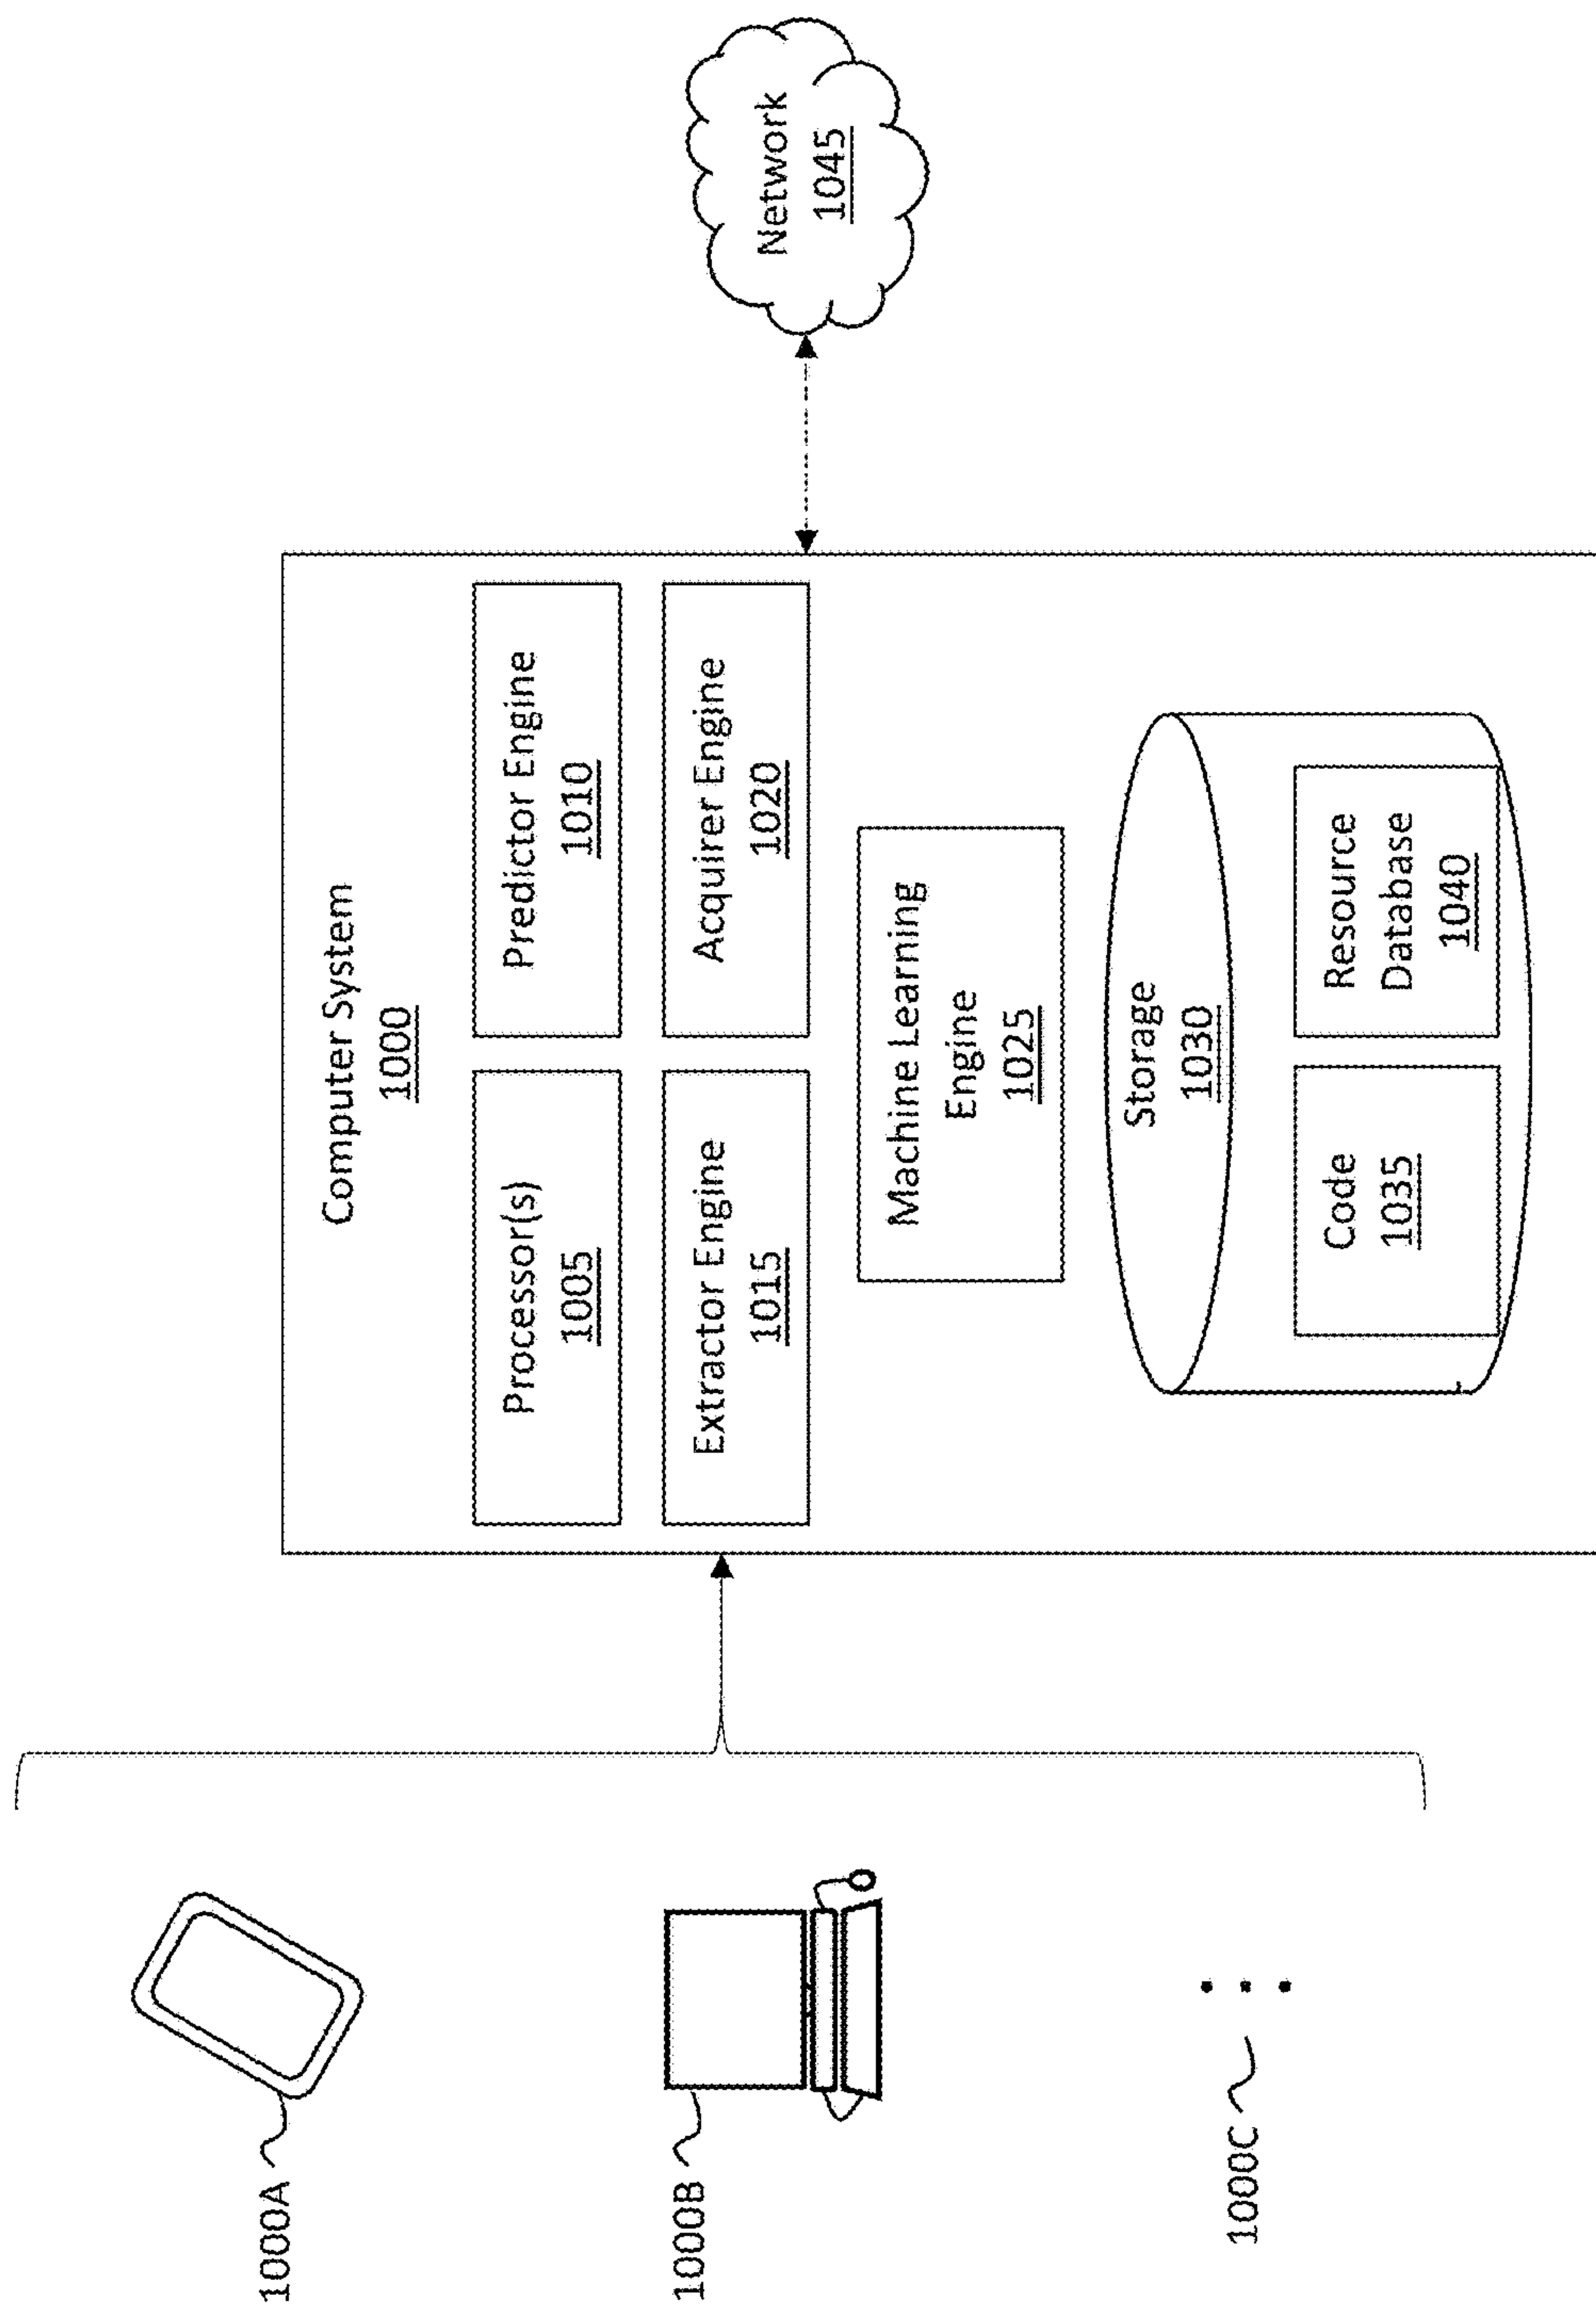 1000A
1000B
1000C
Computer System
1000
Processor(s)
1005
Predictor Engine
1010
Extractor Engine
1015
Acquirer Engine
1020
Machine Learning
Engine
1025
Storage
1030
Code
1035
Resource
Database
1040
Network
1045